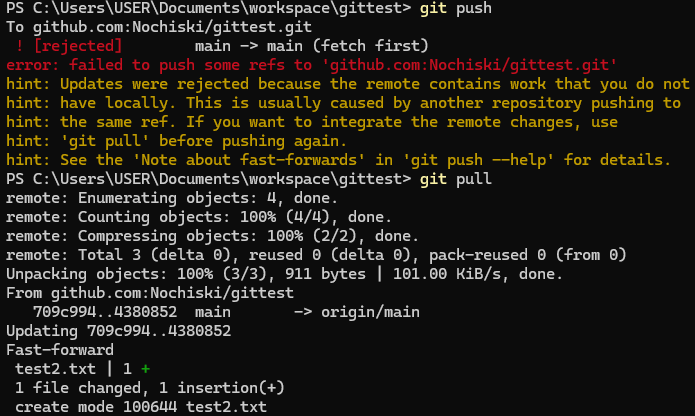 PS C:\Users\USER\Documents\workspace\gittest> git push
To github.com:Nochiski/gittest.git
 ! [rejected]        main -> main (fetch first)
error: failed to push some refs to 'github.com:Nochiski/gittest.git'
hint: Updates were rejected because the remote contains work that you do not
hint: have locally. This is usually caused by another repository pushing to
hint: the same ref. If you want to integrate the remote changes, use
hint: 'git pull' before pushing again.
hint: See the 'Note about fast-forwards' in 'git push --help' for details.
PS C:\Users\USER\Documents\workspace\gittest> git pull
remote: Enumerating objects: 4, done.
remote: Counting objects: 100% (4/4), done.
remote: Compressing objects: 100% (2/2), done.
remote: Total 3 (delta 0), reused 0 (delta 0), pack-reused 0 (from 0)
Unpacking objects: 100% (3/3), 911 bytes | 101.00 KiB/s, done.
From github.com:Nochiski/gittest
   709c994..4380852  main       -> origin/main
Updating 709c994..4380852
Fast-forward
 test2.txt | 1 +
 1 file changed, 1 insertion(+)
 create mode 100644 test2.txt